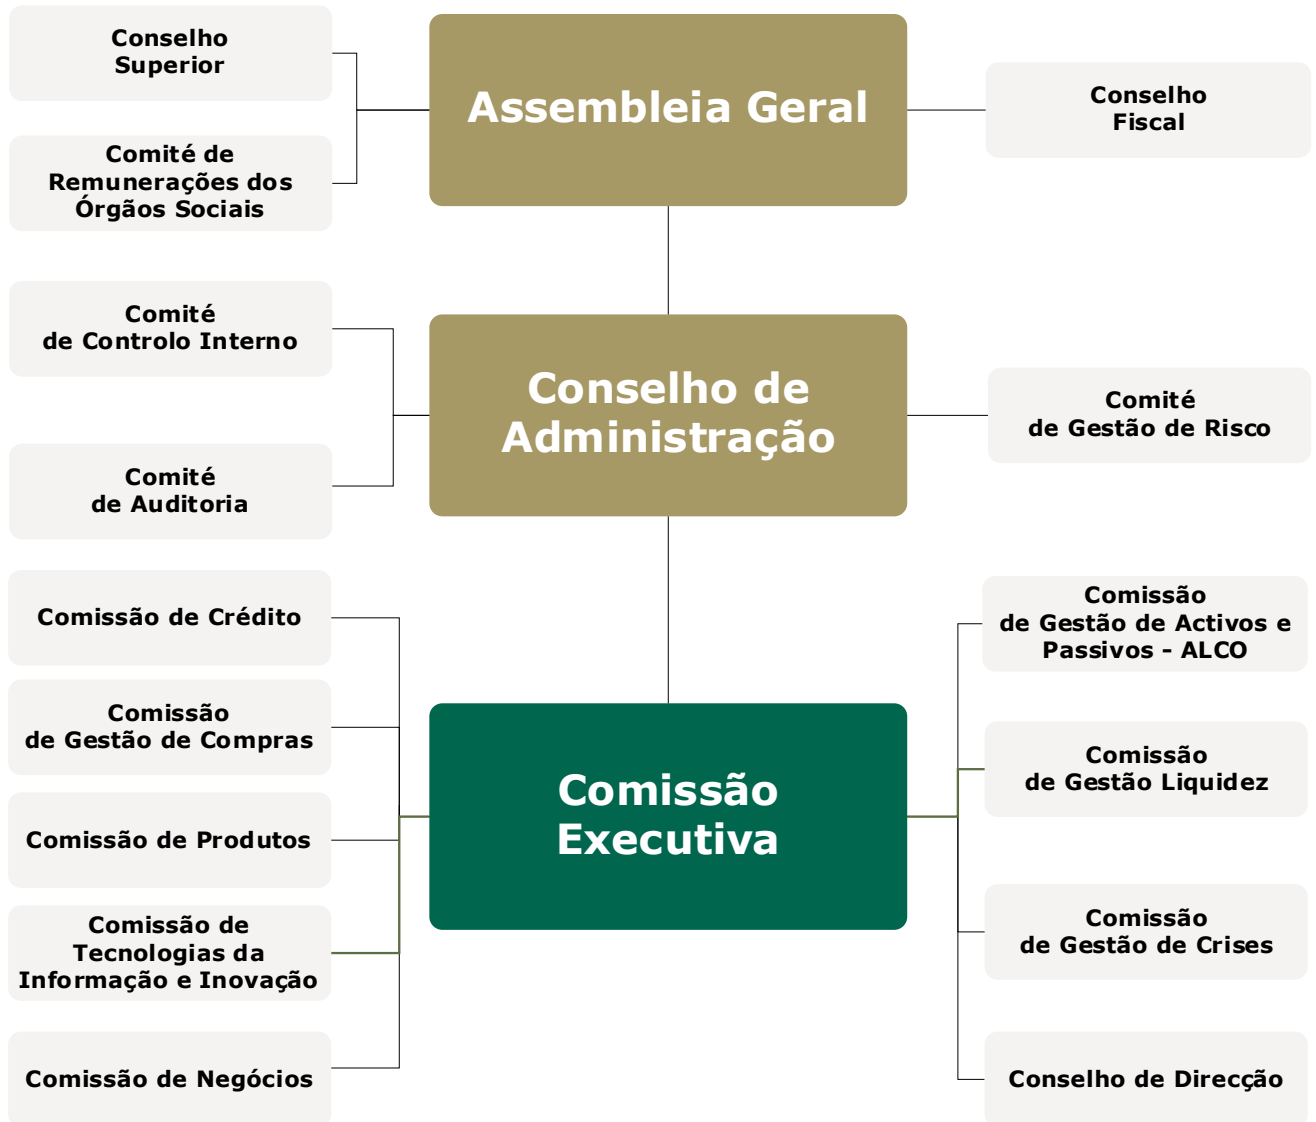 Conselho
Superior
Assembleia Geral
Conselho
Fiscal
Comité de
Remunerações dos
Órgãos Sociais
Comité
de Controlo Interno
Conselho de
Administração
Comité
de Gestão de Risco
Comité
de Auditoria
Comissão de Crédito
Comissão
de Gestão de Activos e
Passivos - ALCO
Comissão
de Gestão de Compras
Comissão
Executiva
Comissão
de Gestão Liquidez
Comissão de Produtos
Comissão de
Tecnologias da
Informação e Inovação
Comissão
de Gestão de Crises
Comissão de Negócios
Conselho de Direcção